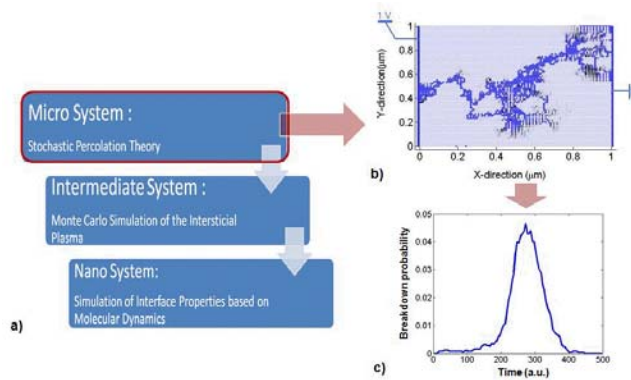 Micro System :
Stochastic Percolation Theory
Intermediate System :
Monte Carlo Simulation of the Intersticial
Plasma
Nano System:
Simulation of Interface Properties based on
Molecular Dynamics
a)
1 V
Y-direction(μm)
1
0.8
0.6
0.4
0.2
0
0
0.2
0.4
0.6
0.8
1
X-direction (μm)
b)
Breakdown probability
0.05
0.04
0.03
0.02
0.01
0
0
100
200
300
400
500
Time (a.u.)
c)